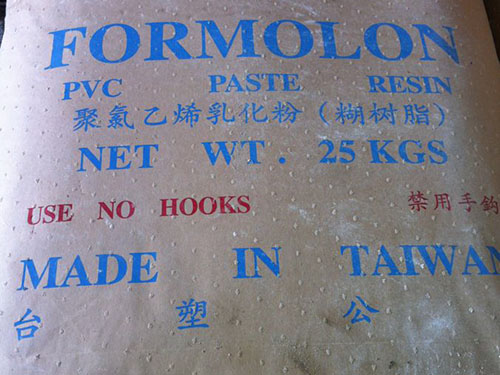 FORMOLON
PVC PASTE RESIN
聚氯乙烯乳化粉（糊树脂）
NET WT. 25 KGS
USE NO HOOKS 禁用手鈎
MADE IN TAIWAN
台塑公